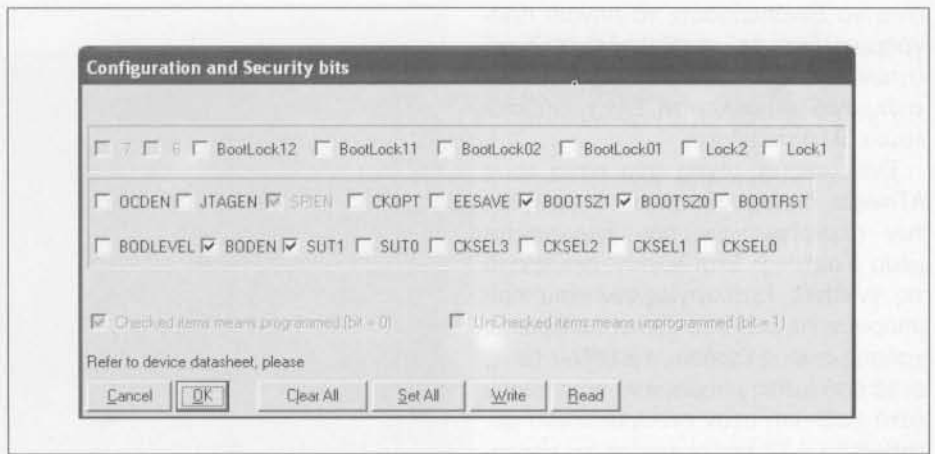 Configuration and Security bits
7 6 BootLock12 BootLock11 BootLock02 BootLock01 Lock2 Lock1
OCDEN JTAGEN SPIEN CKOPT EESAVE BOOTSZ1 BOOTSZ0 BOOTRST
BODLEVEL BODEN SUT1 SUT0 CKSEL3 CKSEL2 CKSEL1 CKSEL0
Checked items means programmed (bit = 0) UnChecked items means unprogrammed (bit = 1)
Refer to device datasheet, please
Cancel OK Clear All Set All Write Read